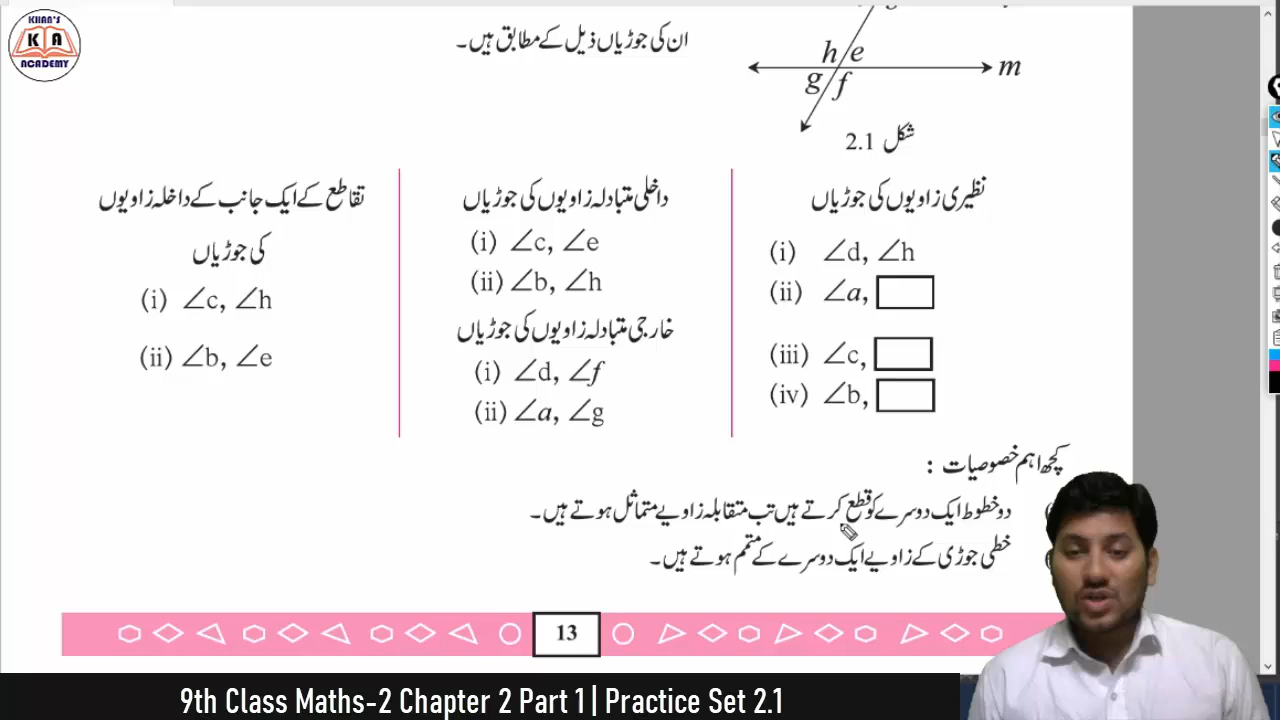 KHAN'S
K A
ACADEMY
ان کی جوڑیاں ذیل کے مطابق ہیں۔
h e
m
g f
شکل 2.1
نظیری زاویوں کی جوڑیاں
(i) ∠d, ∠h
(ii) ∠a,
(iii) ∠c,
(iv) ∠b,
داخلی متبادلہ زاویوں کی جوڑیاں
(i) ∠c, ∠e
(ii) ∠b, ∠h
خارجی متبادلہ زاویوں کی جوڑیاں
(i) ∠d, ∠f
(ii) ∠a, ∠g
تقاطع کے ایک جانب کے داخلہ زاویوں
کی جوڑیاں
(i) ∠c, ∠h
(ii) ∠b, ∠e
کچھ اہم خصوصیات :
دو خطوط ایک دوسرے کو قطع کرتے ہیں تب متقابلہ زاویے متماثل ہوتے ہیں۔
خطی جوڑی کے زاویے ایک دوسرے کے متمم ہوتے ہیں۔
13
9th Class Maths-2 Chapter 2 Part 1| Practice Set 2.1